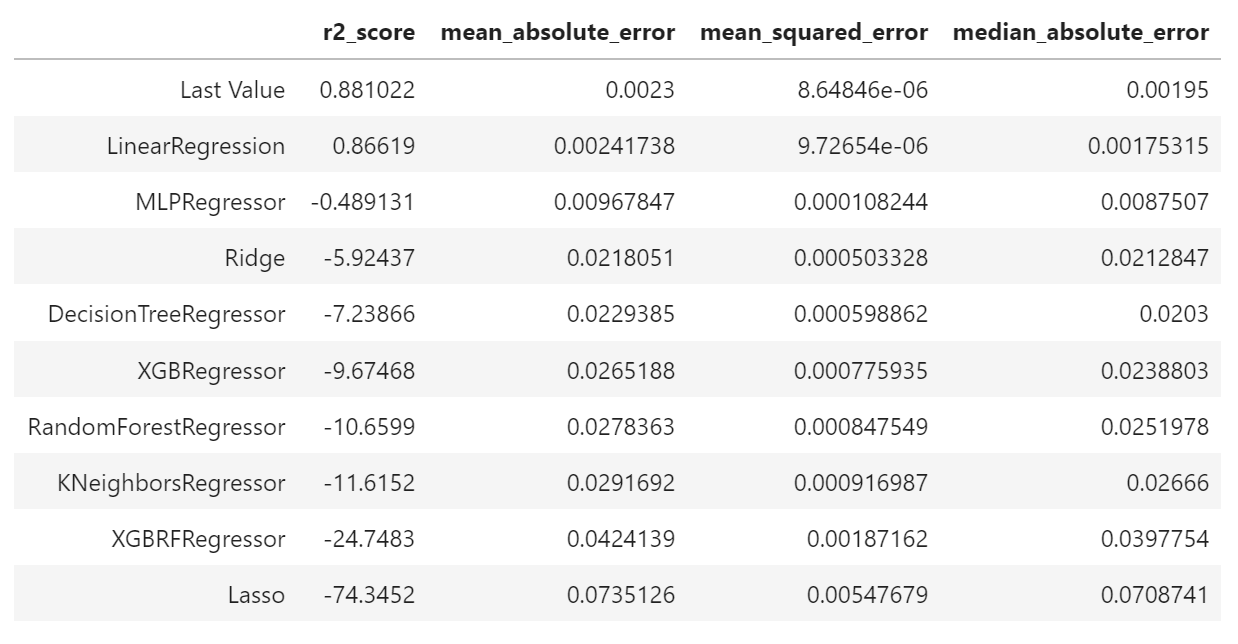 r2_score mean_absolute_error mean_squared_error median_absolute_error
Last Value 0.881022 0.0023 8.64846e-06 0.00195
LinearRegression 0.86619 0.00241738 9.72654e-06 0.00175315
MLPRegressor -0.489131 0.00967847 0.000108244 0.0087507
Ridge -5.92437 0.0218051 0.000503328 0.0212847
DecisionTreeRegressor -7.23866 0.0229385 0.000598862 0.0203
XGBRegressor -9.67468 0.0265188 0.000775935 0.0238803
RandomForestRegressor -10.6599 0.0278363 0.000847549 0.0251978
KNeighborsRegressor -11.6152 0.0291692 0.000916987 0.02666
XGBRFRegressor -24.7483 0.0424139 0.00187162 0.0397754
Lasso -74.3452 0.0735126 0.00547679 0.0708741